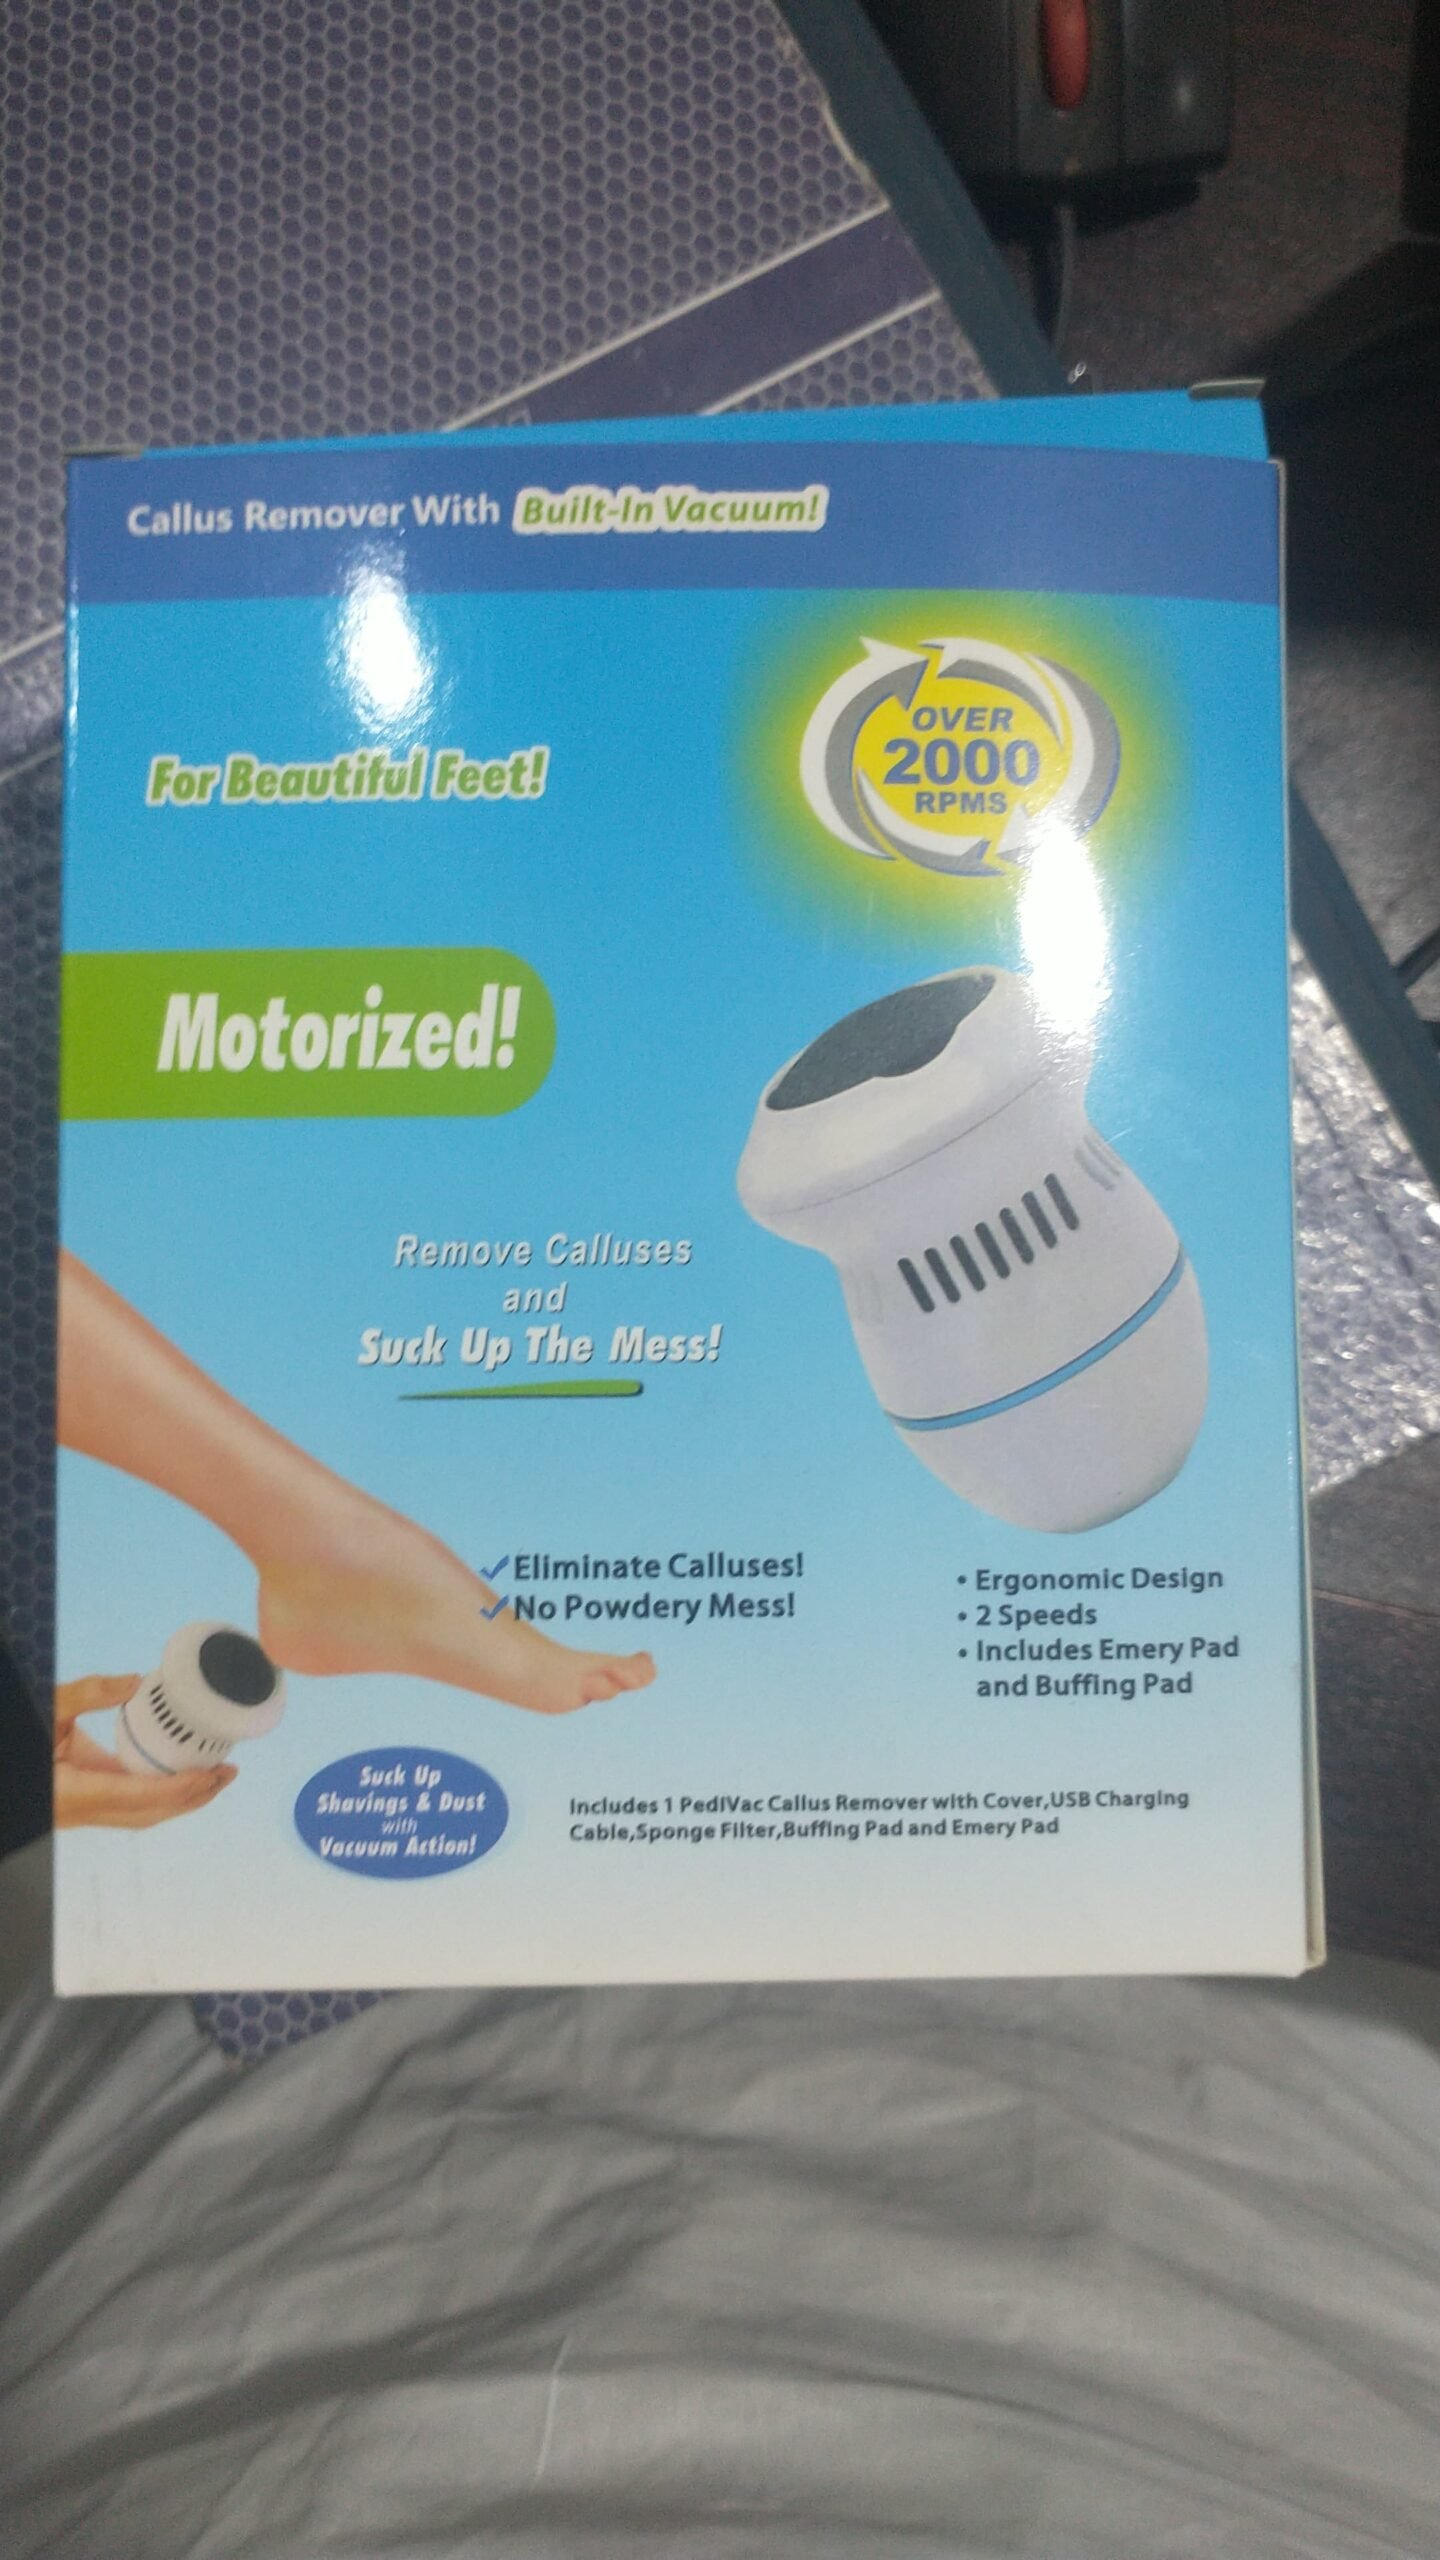 Callus Remover With Built-In Vacuum!
For Beautiful Feet!
OVER
2000
RPMS
Motorized!
Remove Calluses
and
Suck Up The Mess!
Eliminate Calluses!
No Powdery Mess!
• Ergonomic Design
• 2 Speeds
• Includes Emery Pad
and Buffing Pad
Suck Up
Shavings & Dust
with
Vacuum Action!
Includes 1 PediVac Callus Remover with Cover,USB Charging
Cable,Sponge Filter,Buffing Pad and Emery Pad